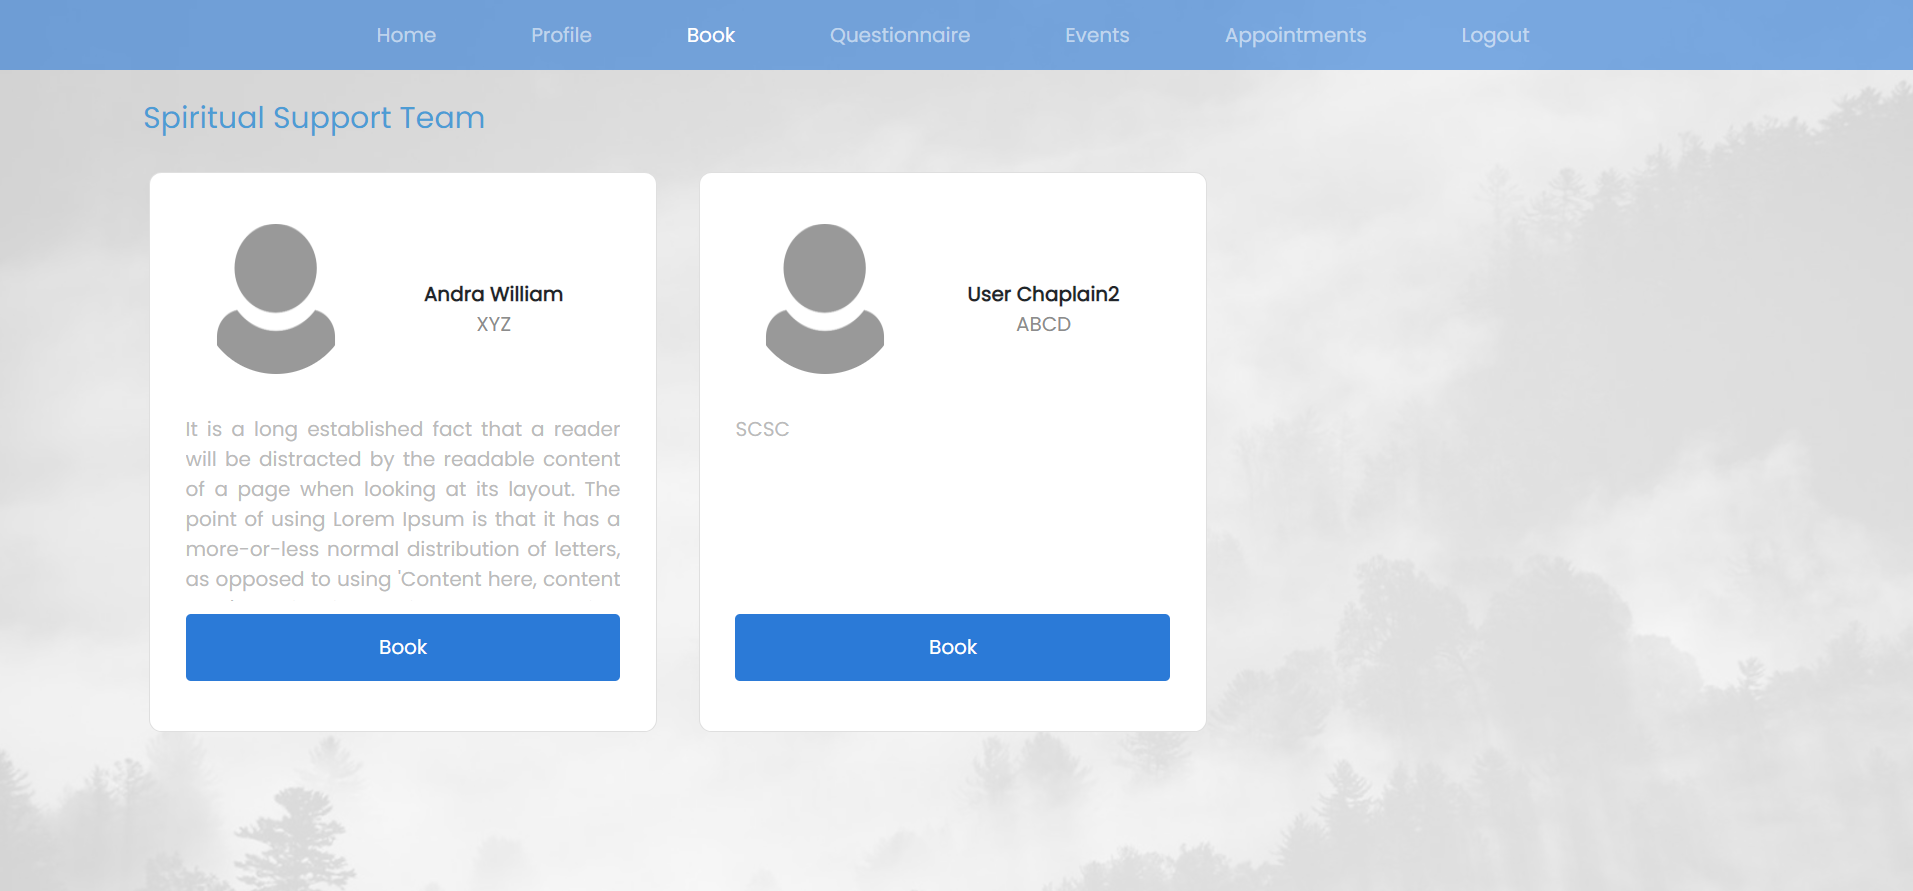 Home Profile Book Questionnaire Events Appointments Logout
Spiritual Support Team
Andra William
XYZ
It is a long established fact that a reader
will be distracted by the readable content
of a page when looking at its layout. The
point of using Lorem Ipsum is that it has a
more-or-less normal distribution of letters,
as opposed to using 'Content here, content
Book
User Chaplain2
ABCD
SCSC
Book